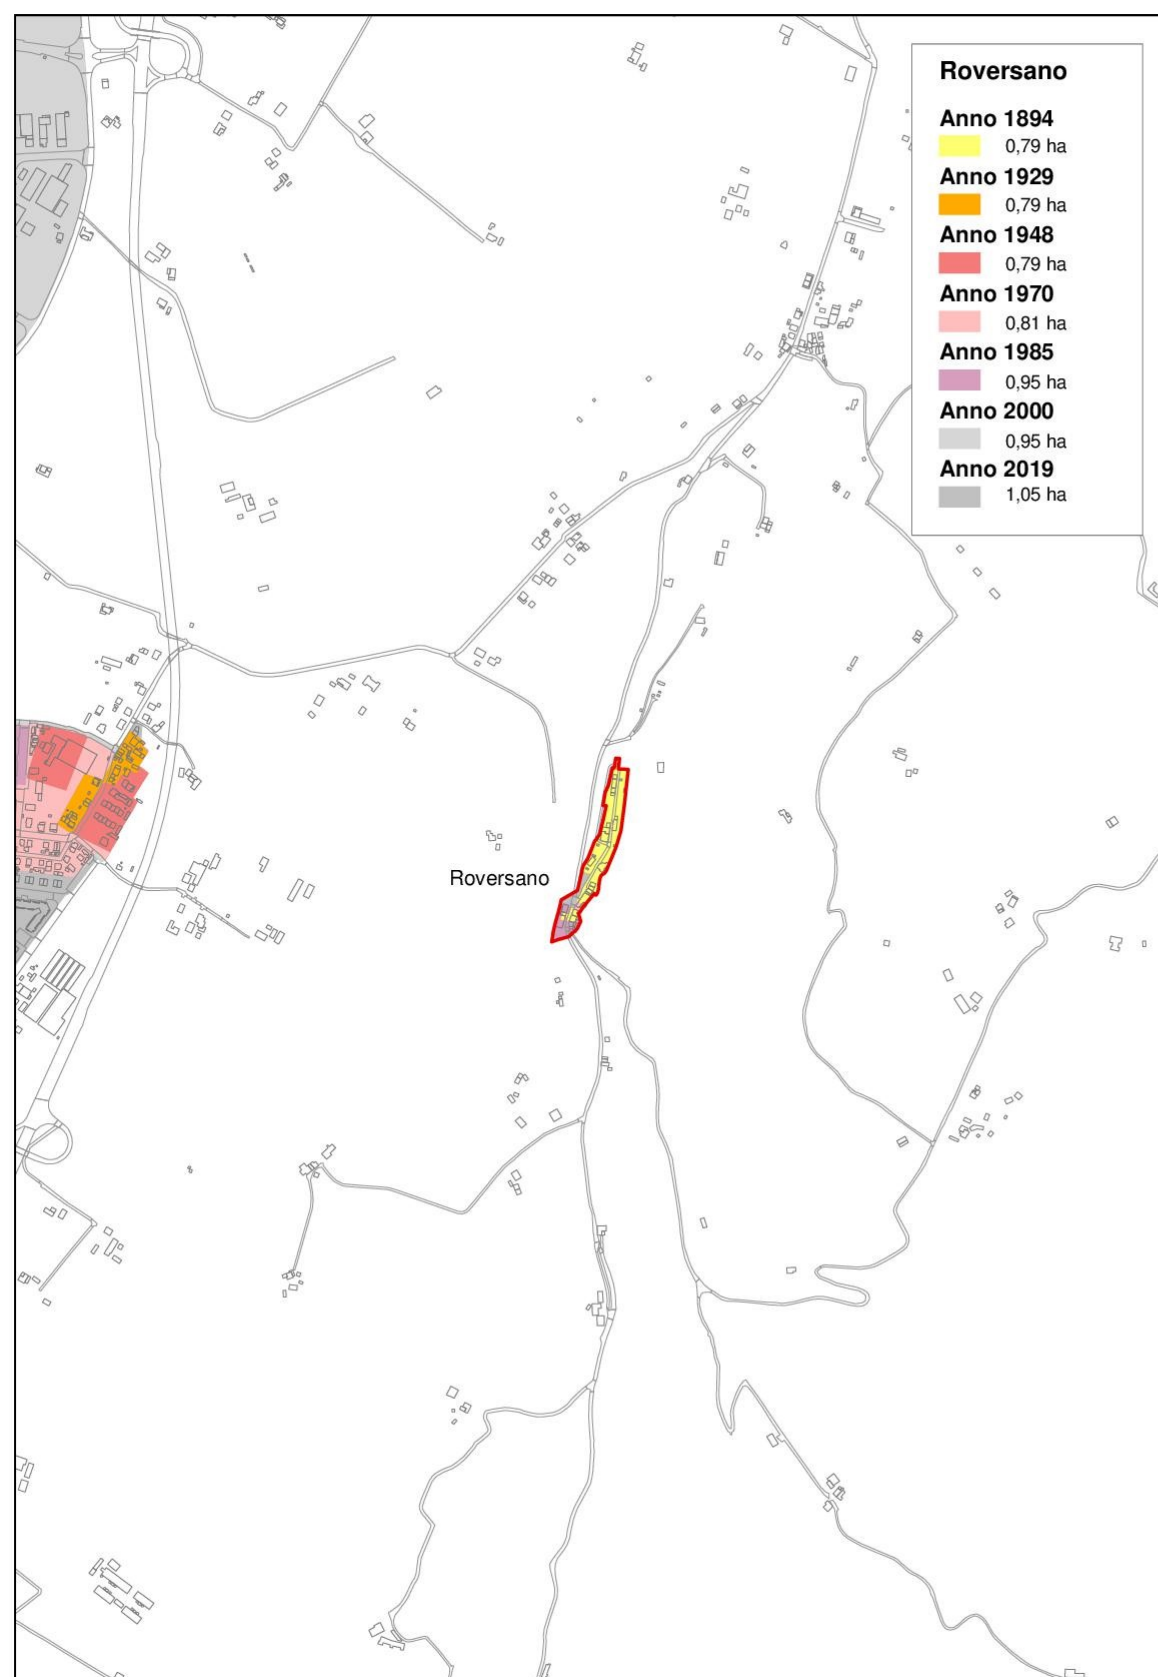 Roversano
Anno 1894
0,79 ha
Anno 1929
0,79 ha
Anno 1948
0,79 ha
Anno 1970
0,81 ha
Anno 1985
0,95 ha
Anno 2000
0,95 ha
Anno 2019
1,05 ha
Roversano